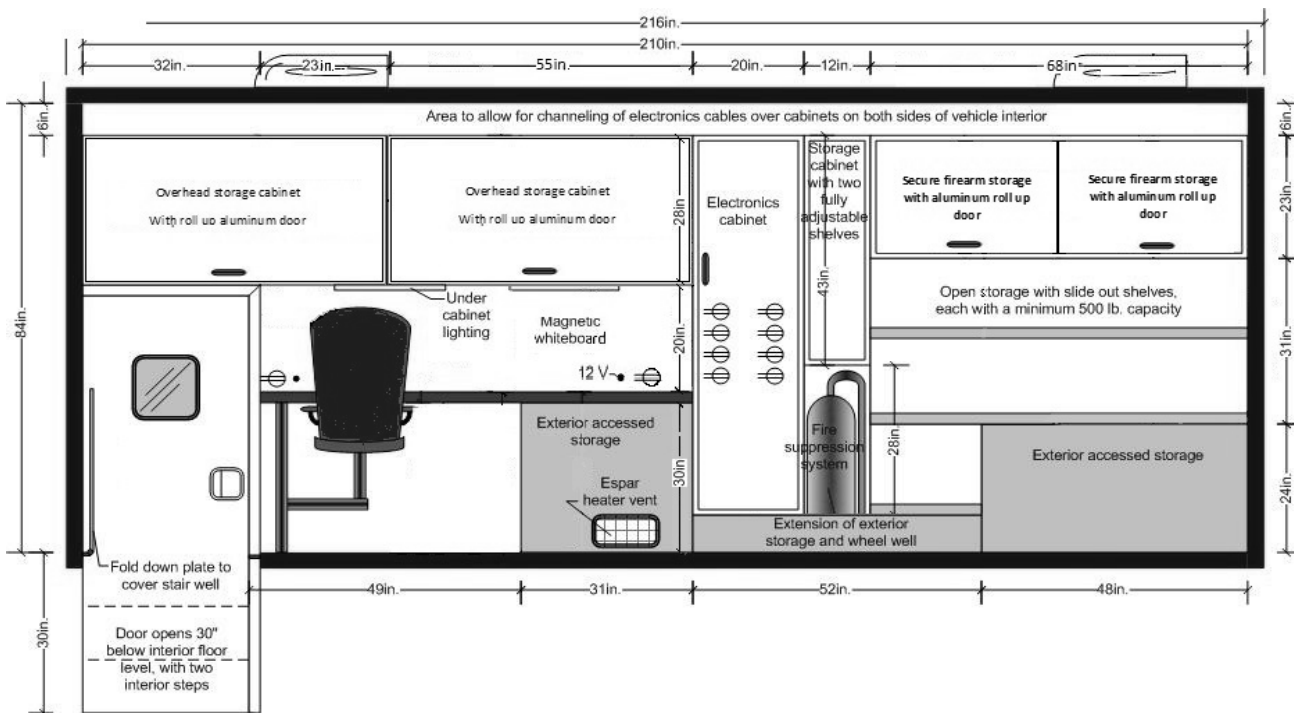 216in.
210in.
32in.
23in.
55in.
20in.
12in.
68in
6in.
Area to allow for channeling of electronics cables over cabinets on both sides of vehicle interior
6in.
Overhead storage cabinet
With roll up aluminum door
Overhead storage cabinet
With roll up aluminum door
28in
Electronics
cabinet
Storage
cabinet
with two
fully
adjustable
shelves
Secure firearm storage
with aluminum roll up
door
Secure firearm storage
with aluminum roll up
door
23in.
84in.
Under
cabinet
lighting
Magnetic
whiteboard
20in.
43in.
Open storage with slide out shelves,
each with a minimum 500 lb. capacity
31in.
12 V
Exterior accessed
storage
30in
Espar
heater vent
Fire
suppression
system
28in.
Exterior accessed storage
24in.
Extension of exterior
storage and wheel well
Fold down plate to
cover stair well
49in.
31in.
52in.
48in.
30in.
Door opens 30"
below interior floor
level, with two
interior steps